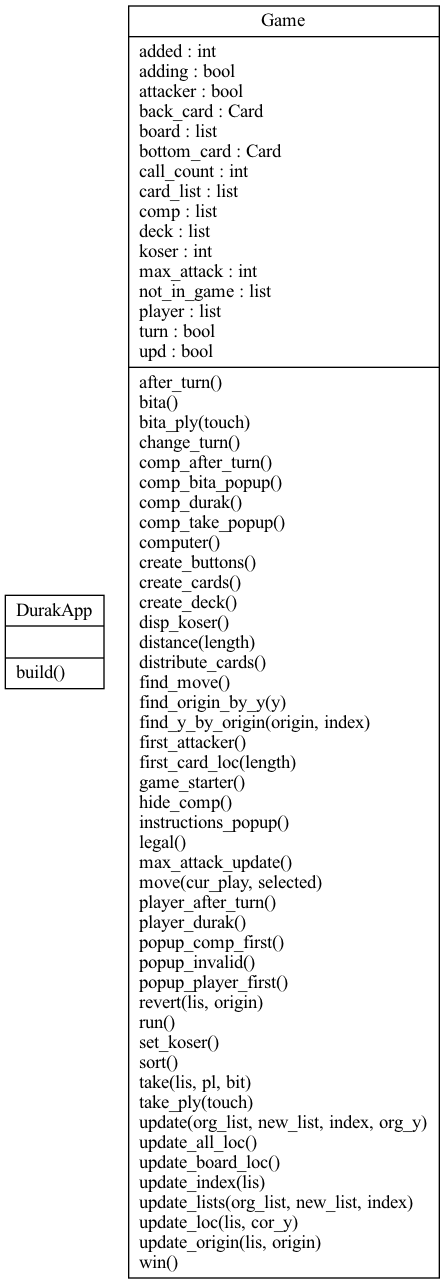 Game
added : int
adding : bool
attacker : bool
back_card : Card
board : list
bottom_card : Card
call_count : int
card_list : list
comp : list
deck : list
koser : int
max_attack : int
not_in_game : list
player : list
turn : bool
upd : bool
after_turn()
bita()
bita_ply(touch)
change_turn()
comp_after_turn()
comp_bita_popup()
comp_durak()
comp_take_popup()
computer()
create_buttons()
create_cards()
create_deck()
disp_koser()
distance(length)
distribute_cards()
find_move()
find_origin_by_y(y)
find_y_by_origin(origin, index)
first_attacker()
first_card_loc(length)
game_starter()
hide_comp()
instructions_popup()
legal()
max_attack_update()
move(cur_play, selected)
player_after_turn()
player_durak()
popup_comp_first()
popup_invalid()
popup_player_first()
revert(lis, origin)
run()
set_koser()
sort()
take(lis, pl, bit)
take_ply(touch)
update(org_list, new_list, index, org_y)
update_all_loc()
update_board_loc()
update_index(lis)
update_lists(org_list, new_list, index)
update_loc(lis, cor_y)
update_origin(lis, origin)
win()
DurakApp
build()